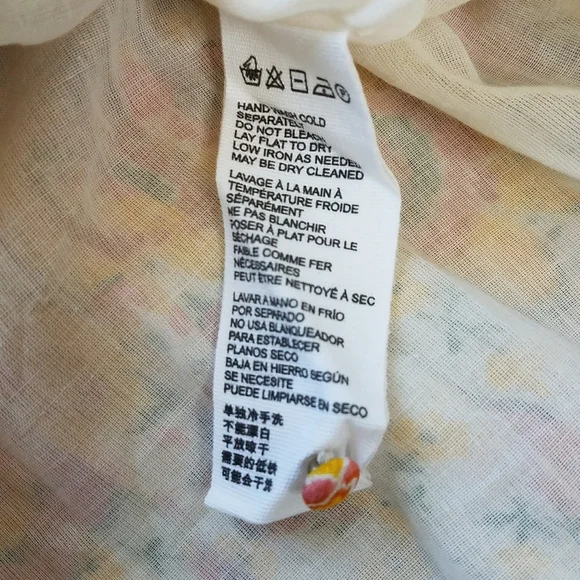 HAND WASH COLD
SEPARATELY
DO NOT BLEACH
LAY FLAT TO DRY
LOW IRON AS NEEDED
MAY BE DRY CLEANED
LAVAGE À LA MAIN À
TEMPÉRATURE FROIDE
SÉPARÉMENT
NE PAS BLANCHIR
POSER À PLAT POUR LE
SÉCHAGE
FAIBLE COMME FER
NÉCESSAIRES
PEUT ÊTRE NETTOYÉ À SEC
LAVAR A MANO EN FRÍO
POR SEPARADO
NO USA BLANQUEADOR
PARA ESTABLECER
PLANOS SECO
BAJA EN HIERRO SEGÚN
SE NECESITE
PUEDE LIMPIARSE EN SECO
单独冷手洗
不能漂白
平放晾干
需要的低铁
可能会干洗